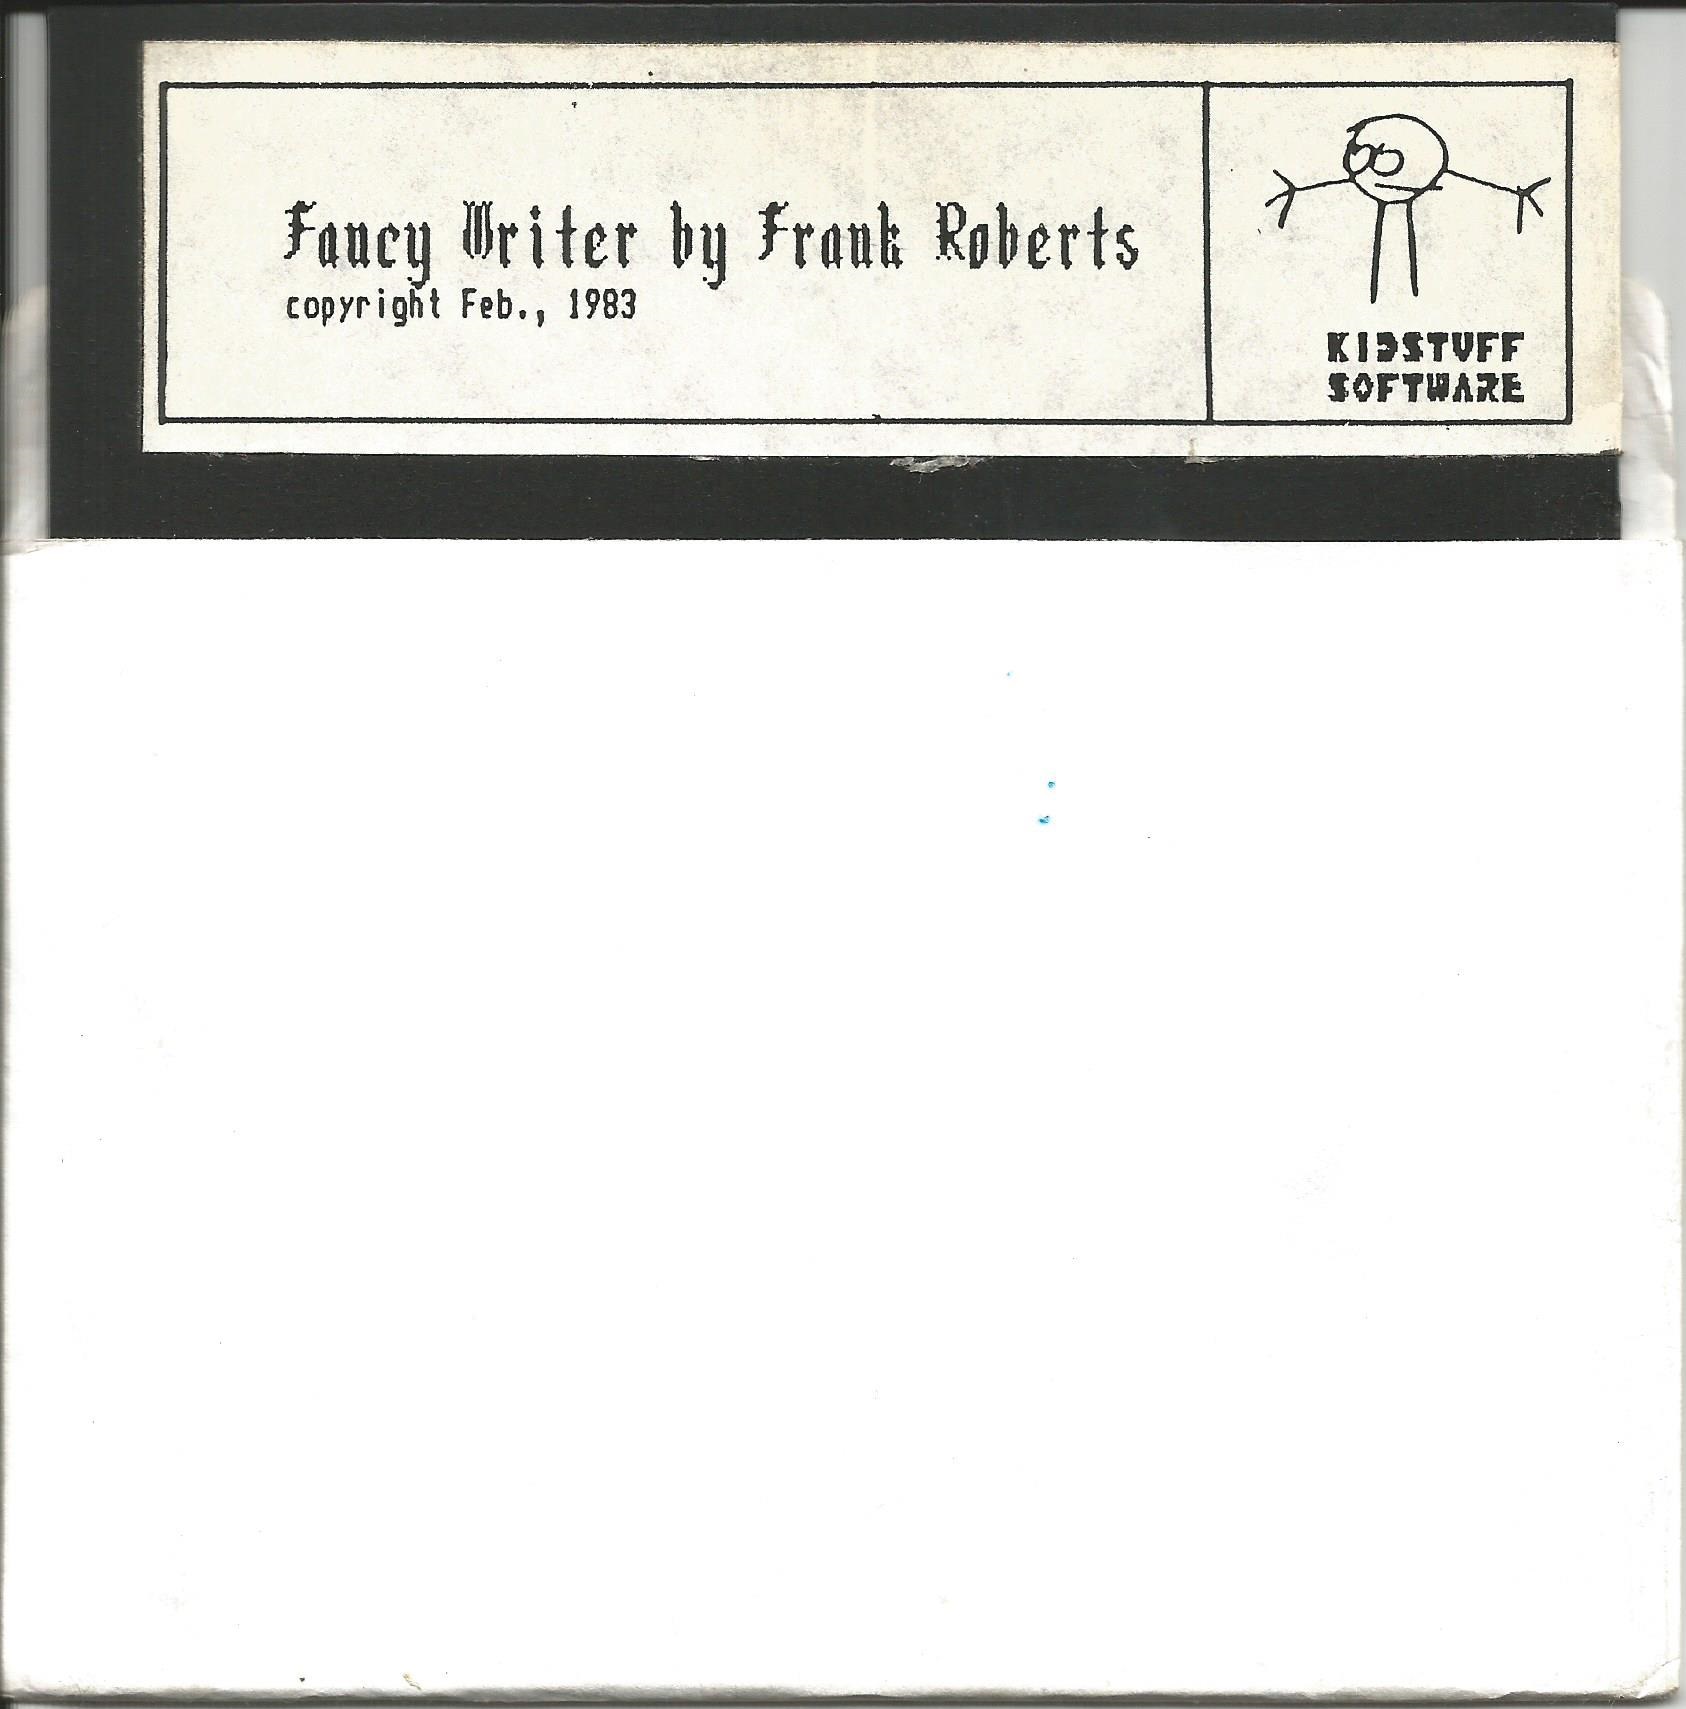 Fancy Writer by Frank Roberts
copyright Feb., 1983
KIDSTUFF
SOFTWARE